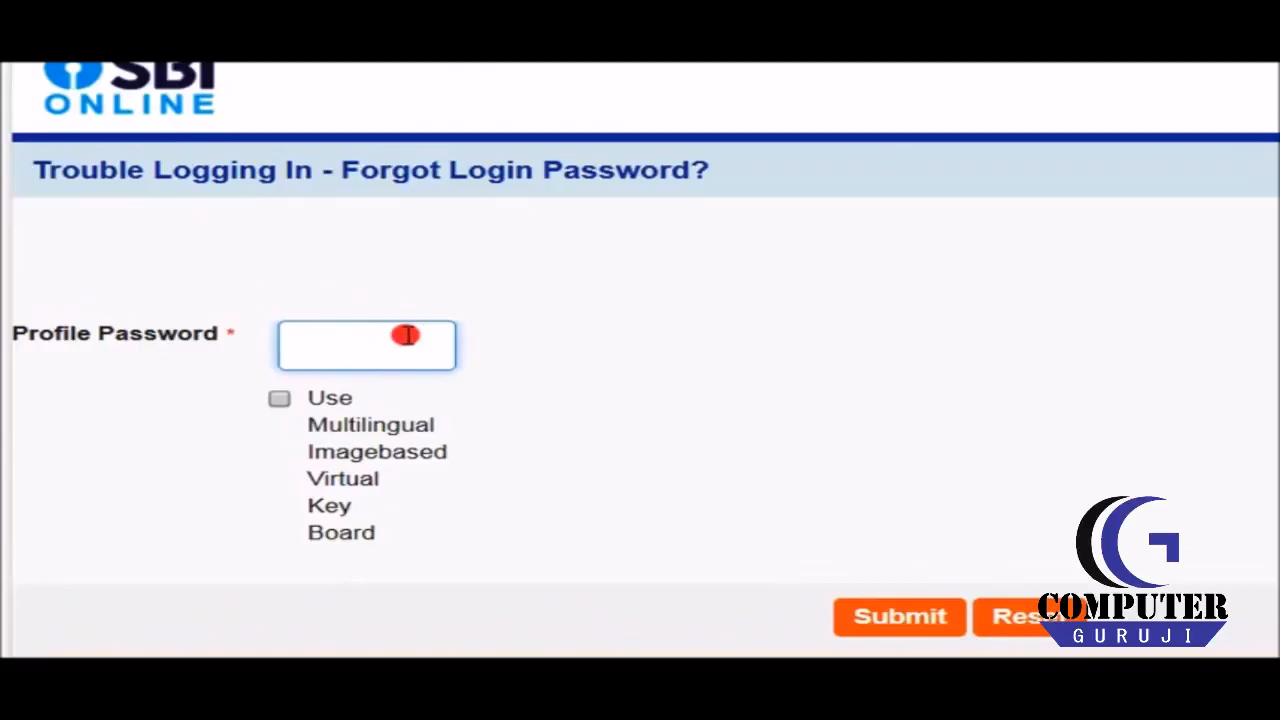 SBI
ONLINE
Trouble Logging In - Forgot Login Password?
Profile Password *
Use
Multilingual
Imagebased
Virtual
Key
Board
Submit
COMPUTER
GURUJI